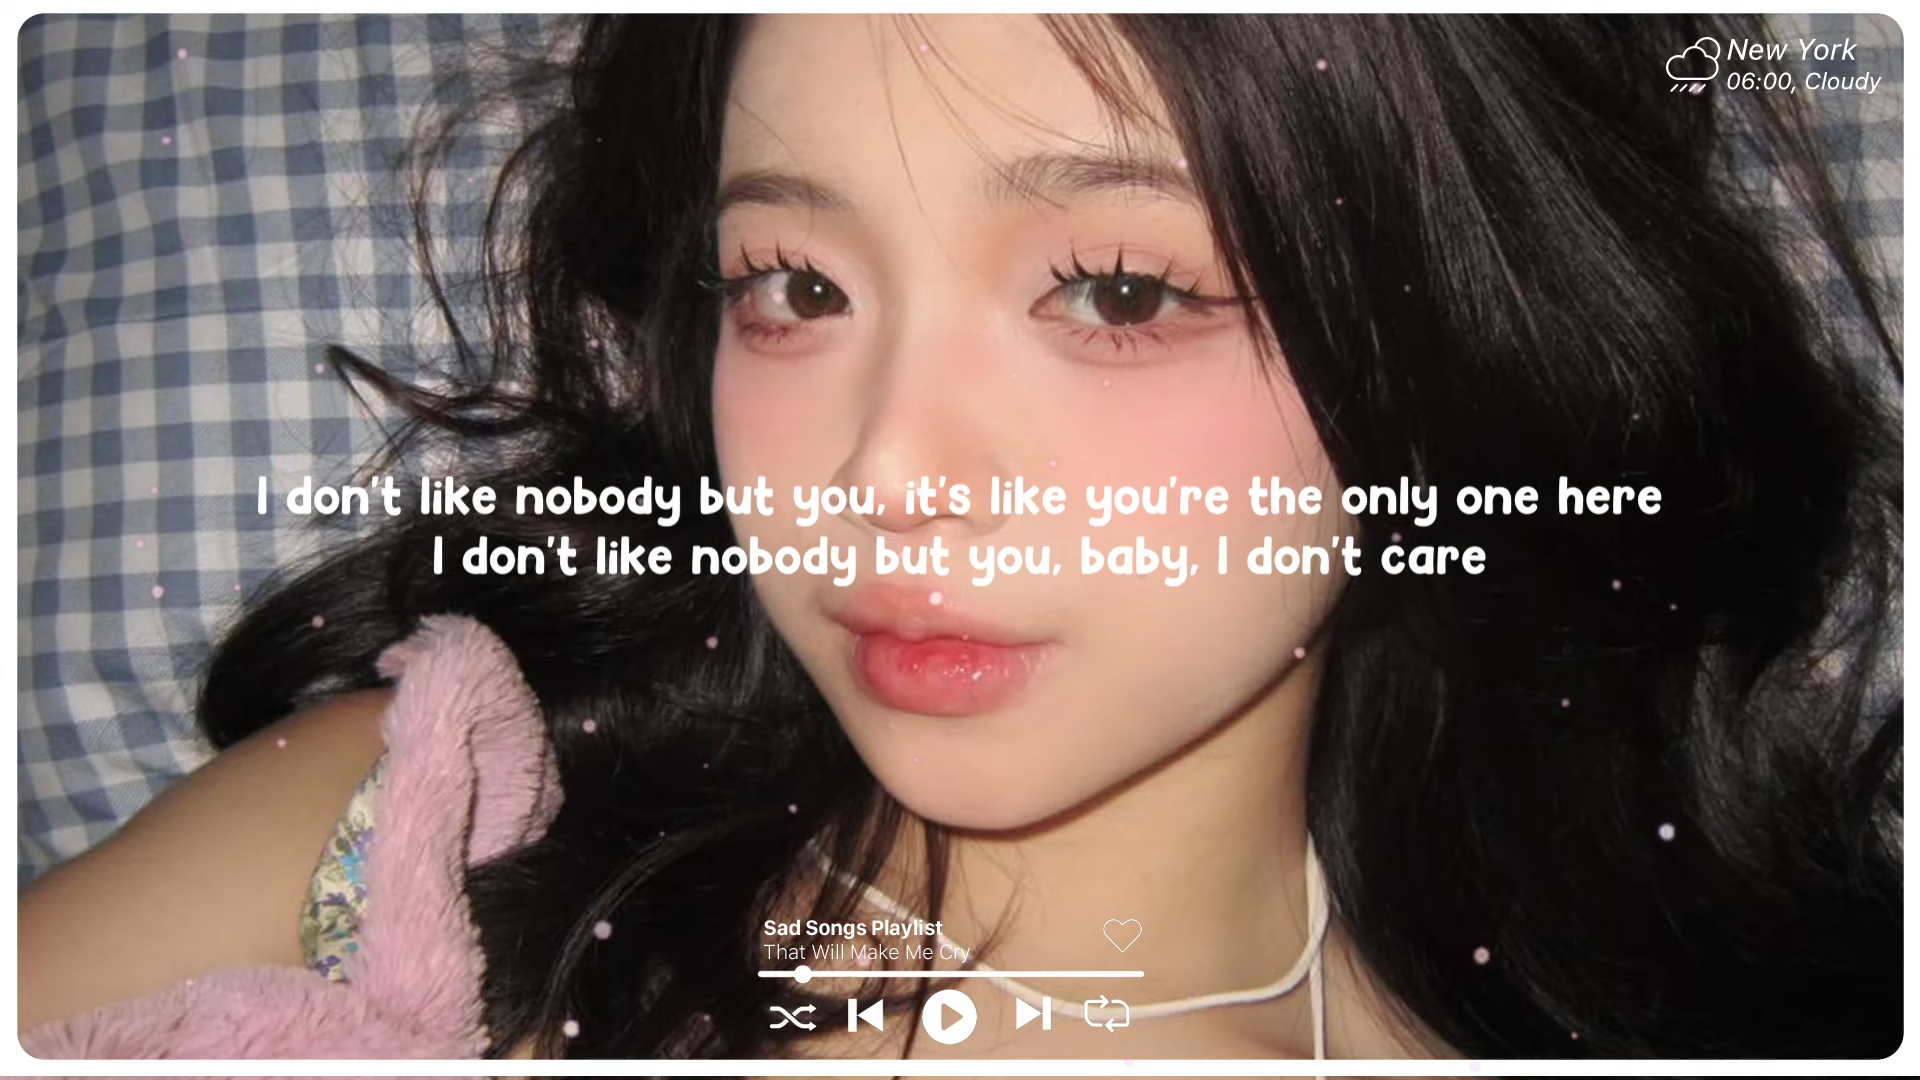 New York
06:00, Cloudy
I don't like nobody but you, it's like you're the only one here
I don't like nobody but you, baby, I don't care
Sad Songs Playlist
That Will Make Me Cry